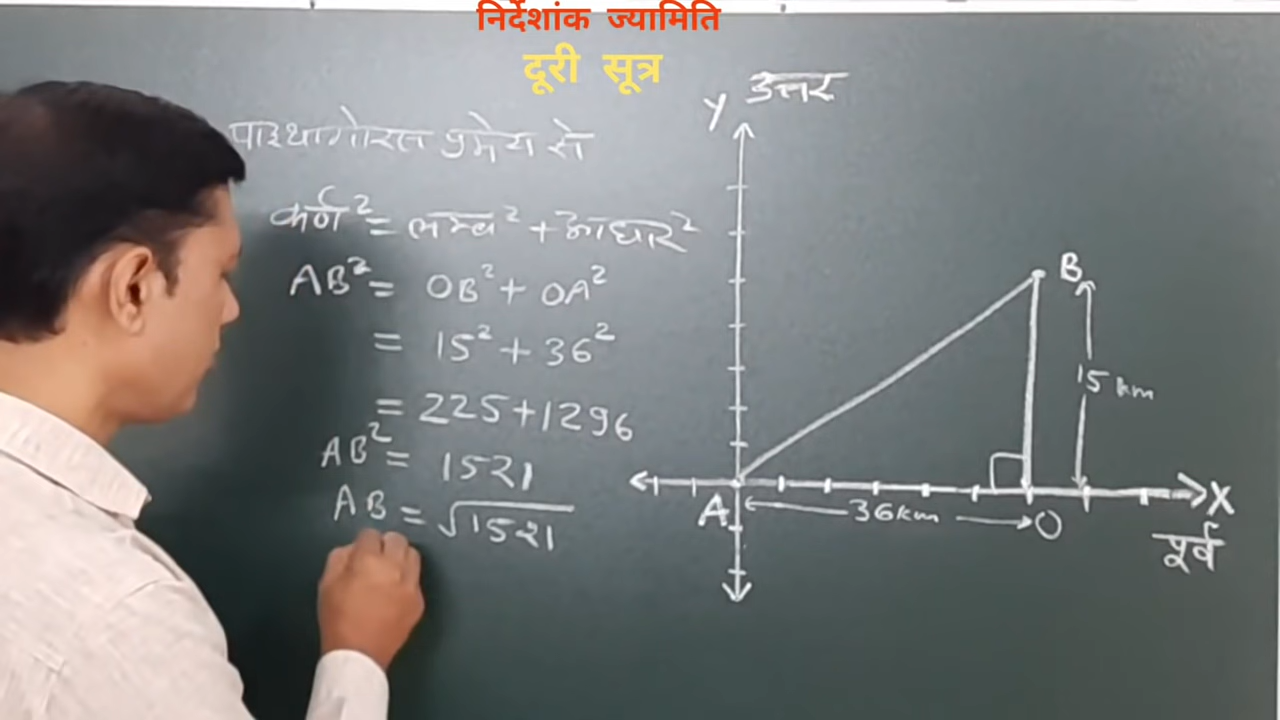 निर्देशांक ज्यामिति
दूरी सूत्र
पाइथागोरस प्रमेय से
कर्ण² = लम्ब² + आधार²
AB² = OB² + OA²
= 15² + 36²
= 225+1296
AB² = 1521
AB = √1521
y उत्तर
B
15 km
A
36km
O
X
पूर्व